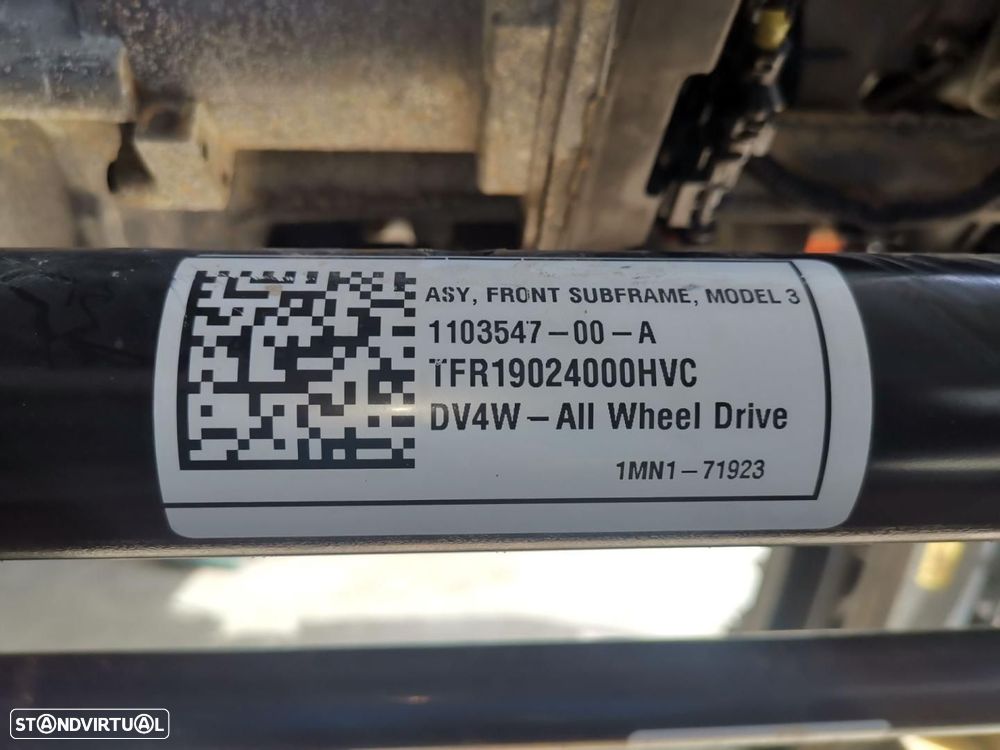 ASY, FRONT SUBFRAME, MODEL 3
1103547-00-A
TFR19024000HVC
DV4W-All Wheel Drive
1MN1-71923
STANDVIRTUAL